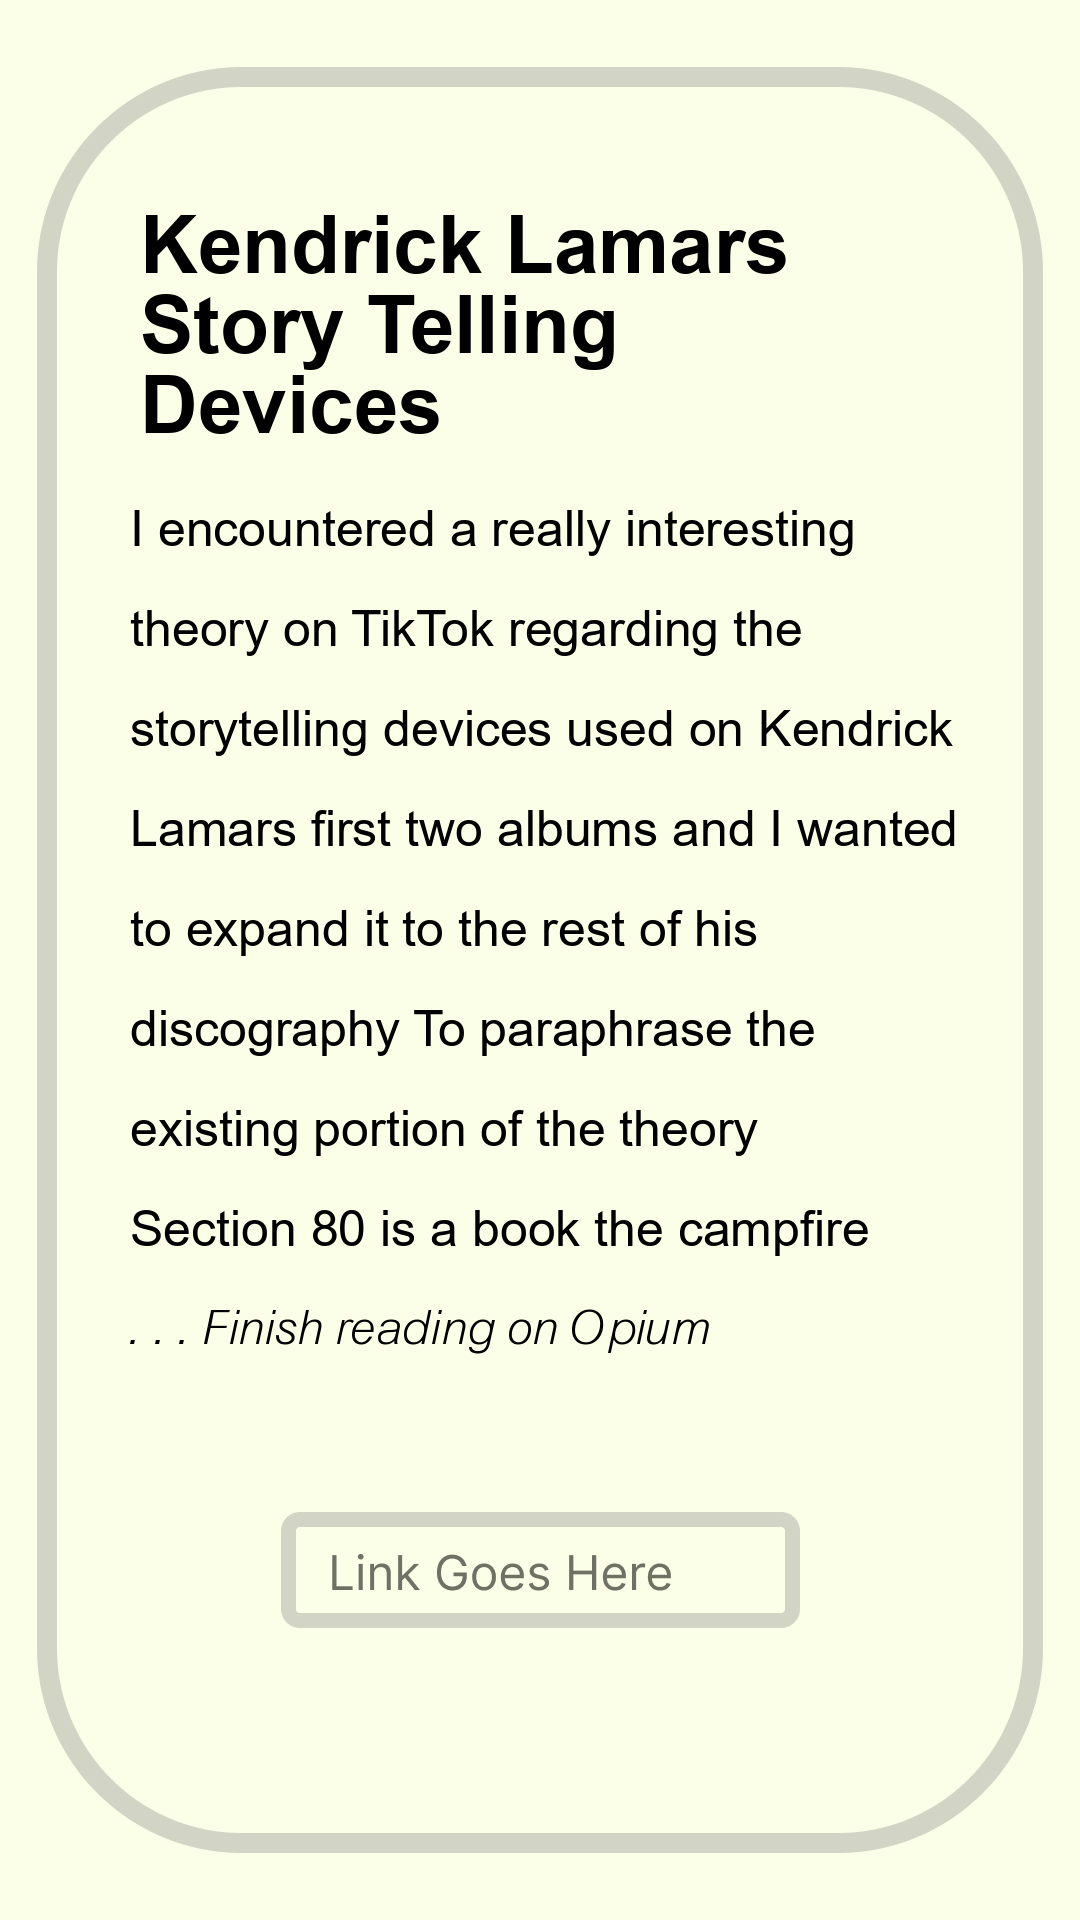 Kendrick Lamars
Story Telling
Devices
I encountered a really interesting
theory on TikTok regarding the
storytelling devices used on Kendrick
Lamars first two albums and I wanted
to expand it to the rest of his
discography To paraphrase the
existing portion of the theory
Section 80 is a book the campfire
. . . Finish reading on Opium
Link Goes Here